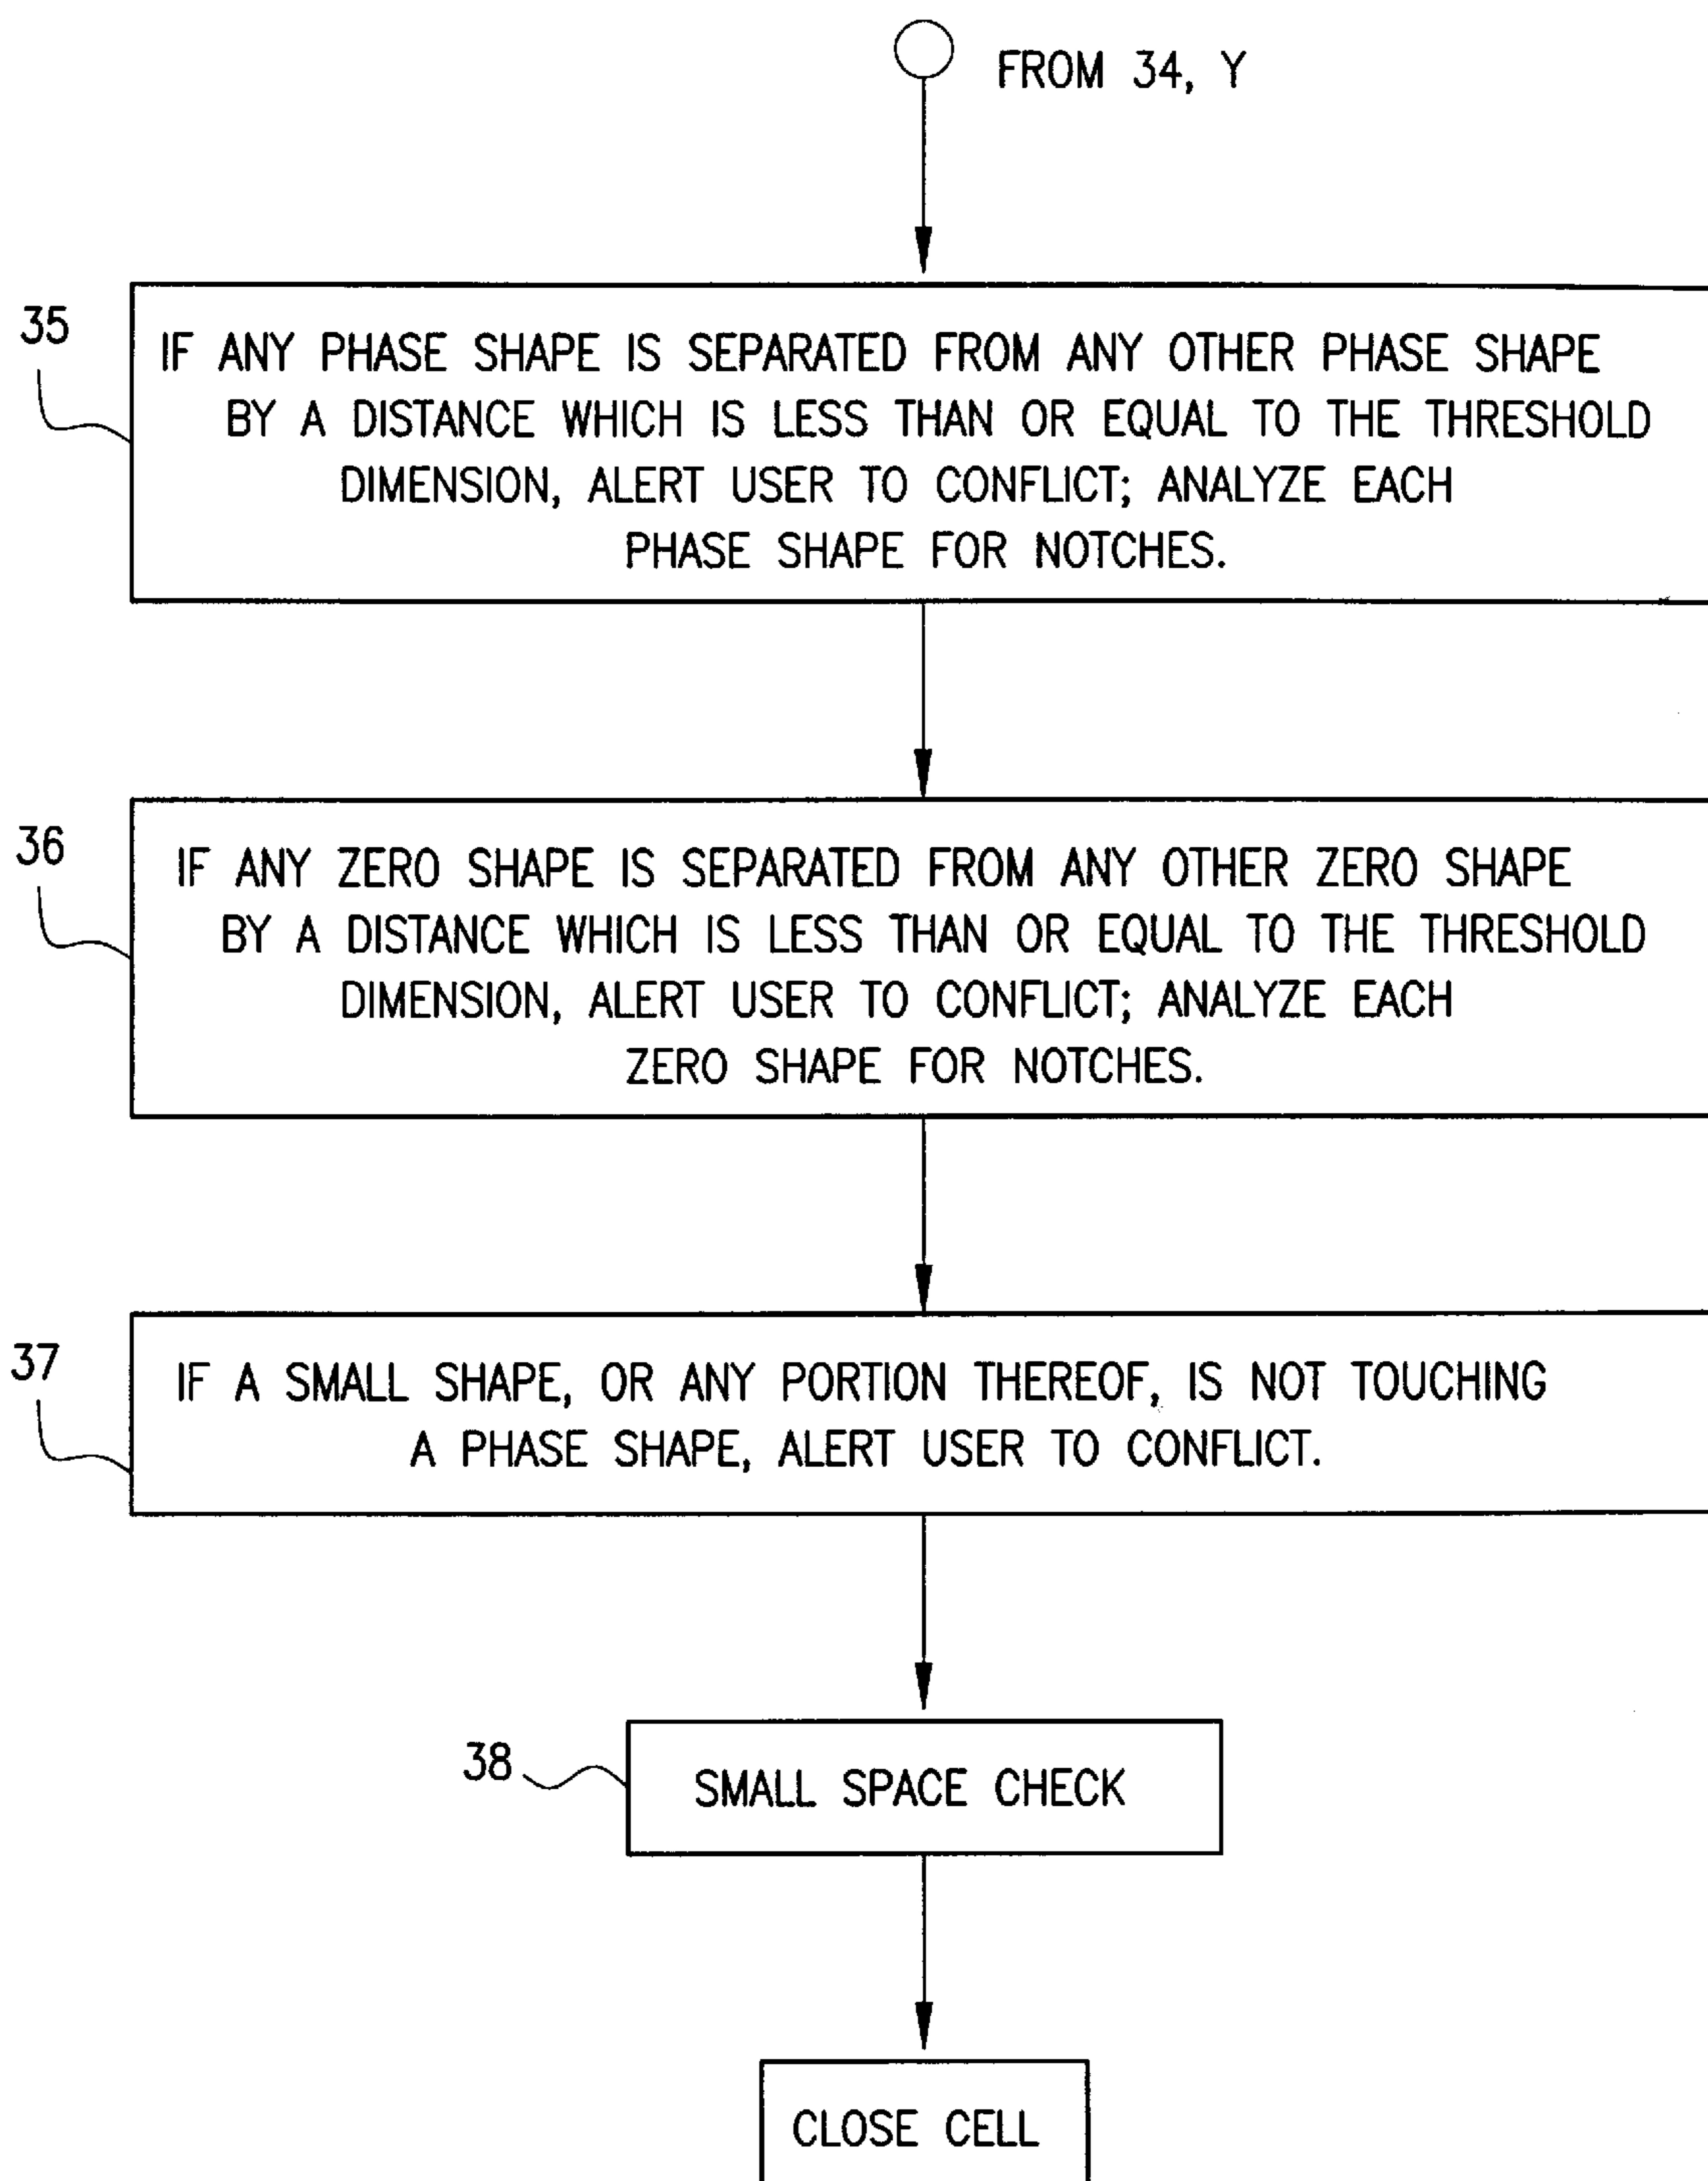 FROM 34, Y
35
IF ANY PHASE SHAPE IS SEPARATED FROM ANY OTHER PHASE SHAPE
BY A DISTANCE WHICH IS LESS THAN OR EQUAL TO THE THRESHOLD
DIMENSION, ALERT USER TO CONFLICT; ANALYZE EACH
PHASE SHAPE FOR NOTCHES.
36
IF ANY ZERO SHAPE IS SEPARATED FROM ANY OTHER ZERO SHAPE
BY A DISTANCE WHICH IS LESS THAN OR EQUAL TO THE THRESHOLD
DIMENSION, ALERT USER TO CONFLICT; ANALYZE EACH
ZERO SHAPE FOR NOTCHES.
37
IF A SMALL SHAPE, OR ANY PORTION THEREOF, IS NOT TOUCHING
A PHASE SHAPE, ALERT USER TO CONFLICT.
38
SMALL SPACE CHECK
CLOSE CELL